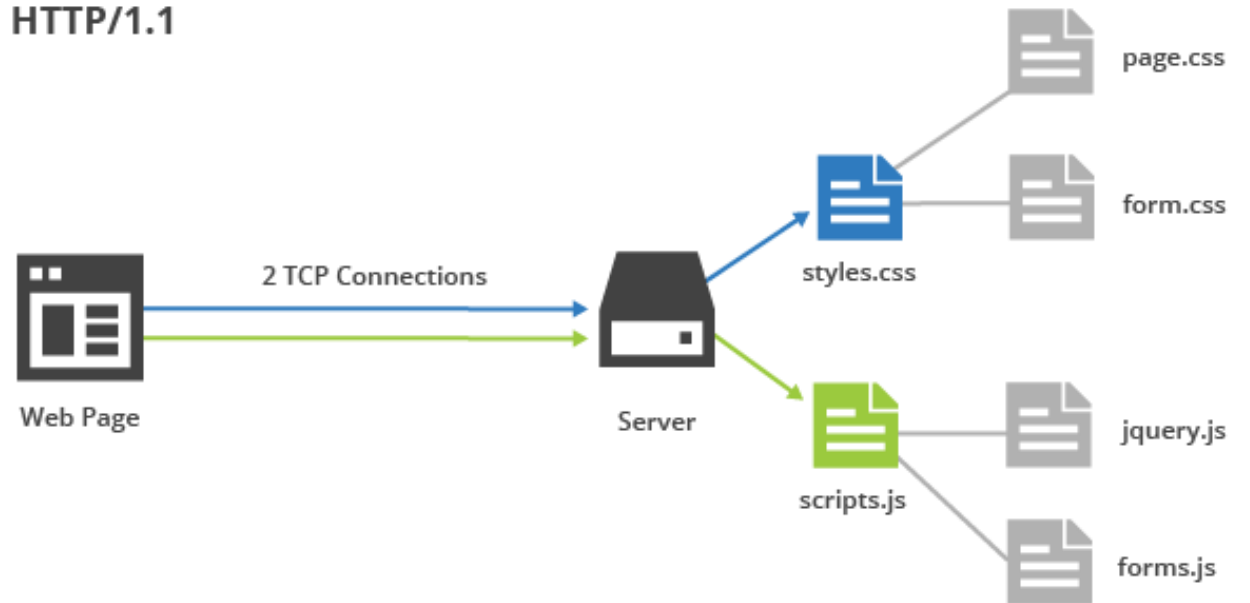 HTTP/1.1
page.css
form.css
styles.css
2 TCP Connections
Web Page
Server
jquery.js
scripts.js
forms.js